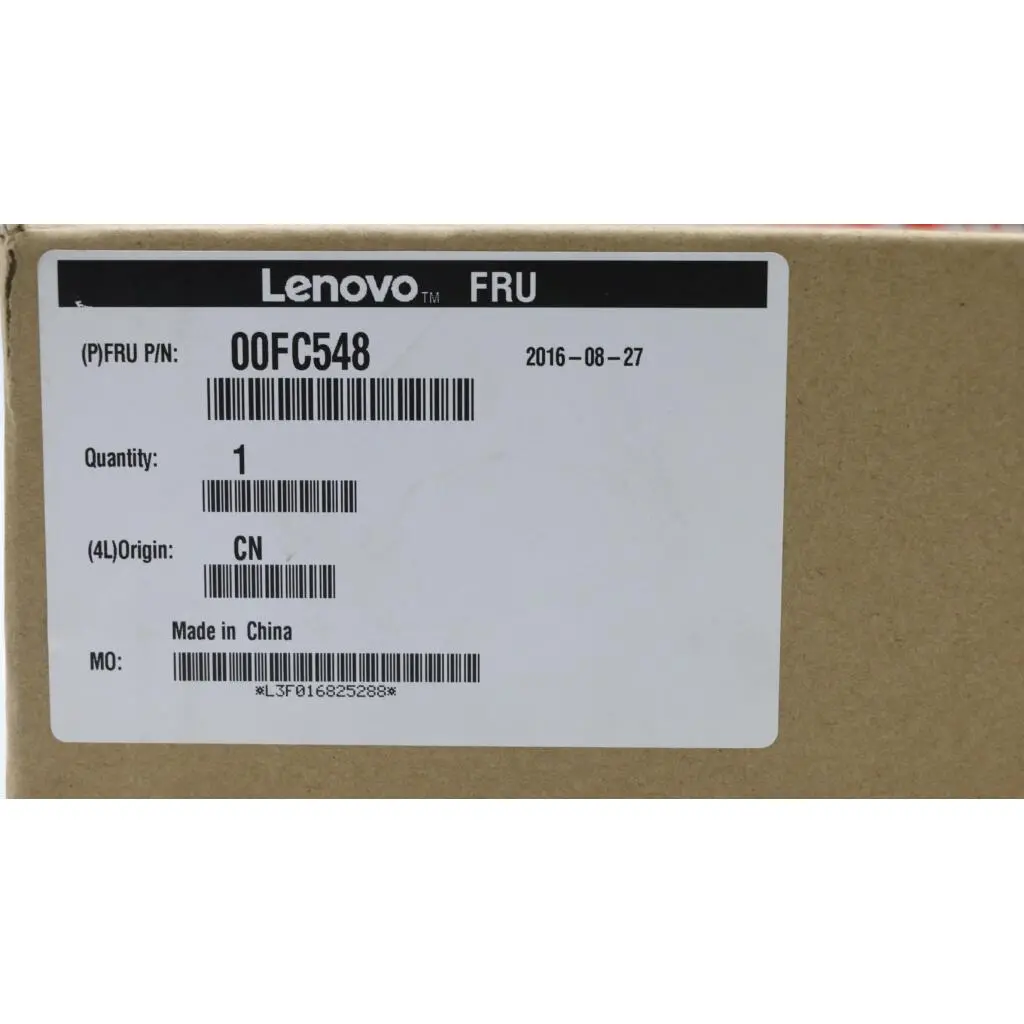 Lenovo™ FRU
(P)FRU P/N: 00FC548 2016-08-27
Quantity: 1
(4L)Origin: CN
Made in China
MO:
*L3F016825288*